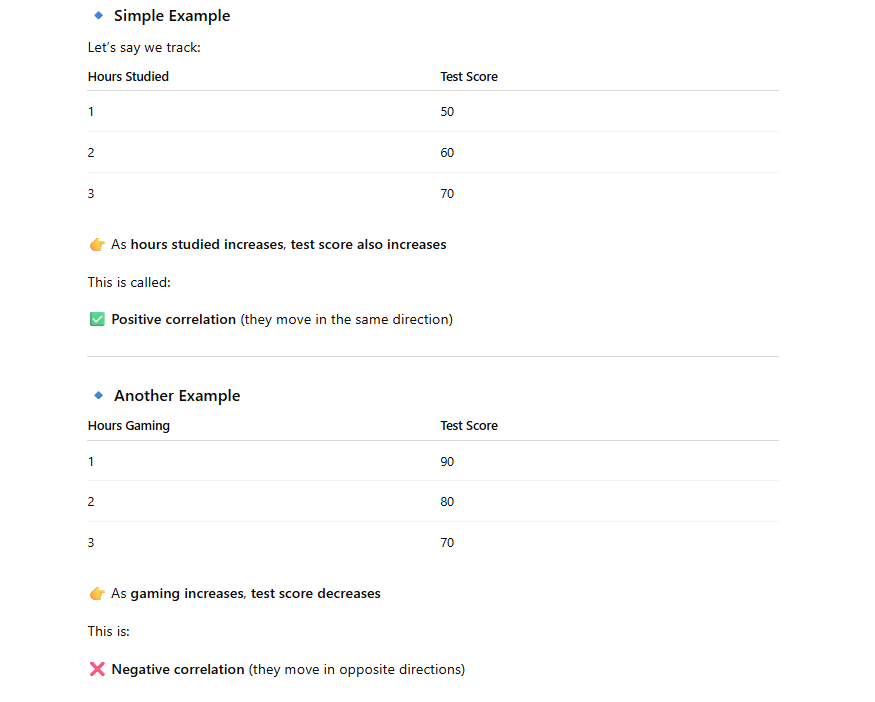 🔹 Simple Example
Let's say we track:
Hours Studied Test Score
1 50
2 60
3 70
👉 As hours studied increases, test score also increases
This is called:
✅ Positive correlation (they move in the same direction)
🔹 Another Example
Hours Gaming Test Score
1 90
2 80
3 70
👉 As gaming increases, test score decreases
This is:
❌ Negative correlation (they move in opposite directions)